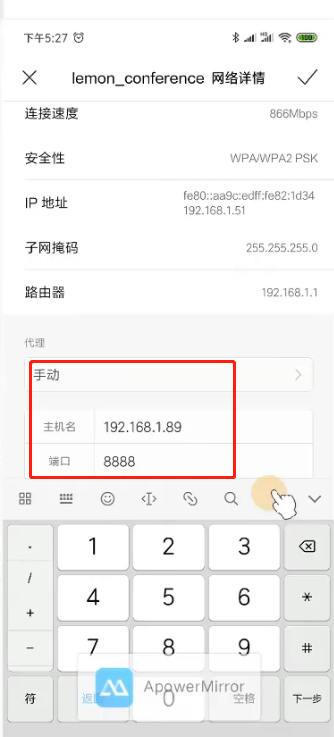 下午5:27
100
lemon_conference 网络详情
连接速度 866Mbps
安全性 WPA/WPA2 PSK
IP 地址 fe80::aa9c:edff:fe82:1d34
192.168.1.51
子网掩码 255.255.255.0
路由器 192.168.1.1
代理
手动
主机名 192.168.1.89
端口 8888
. 1 2 3
/ 4 5 6 *
+
- 7 8 9 #
ApowerMirror
符 返回 0 空格 下一步